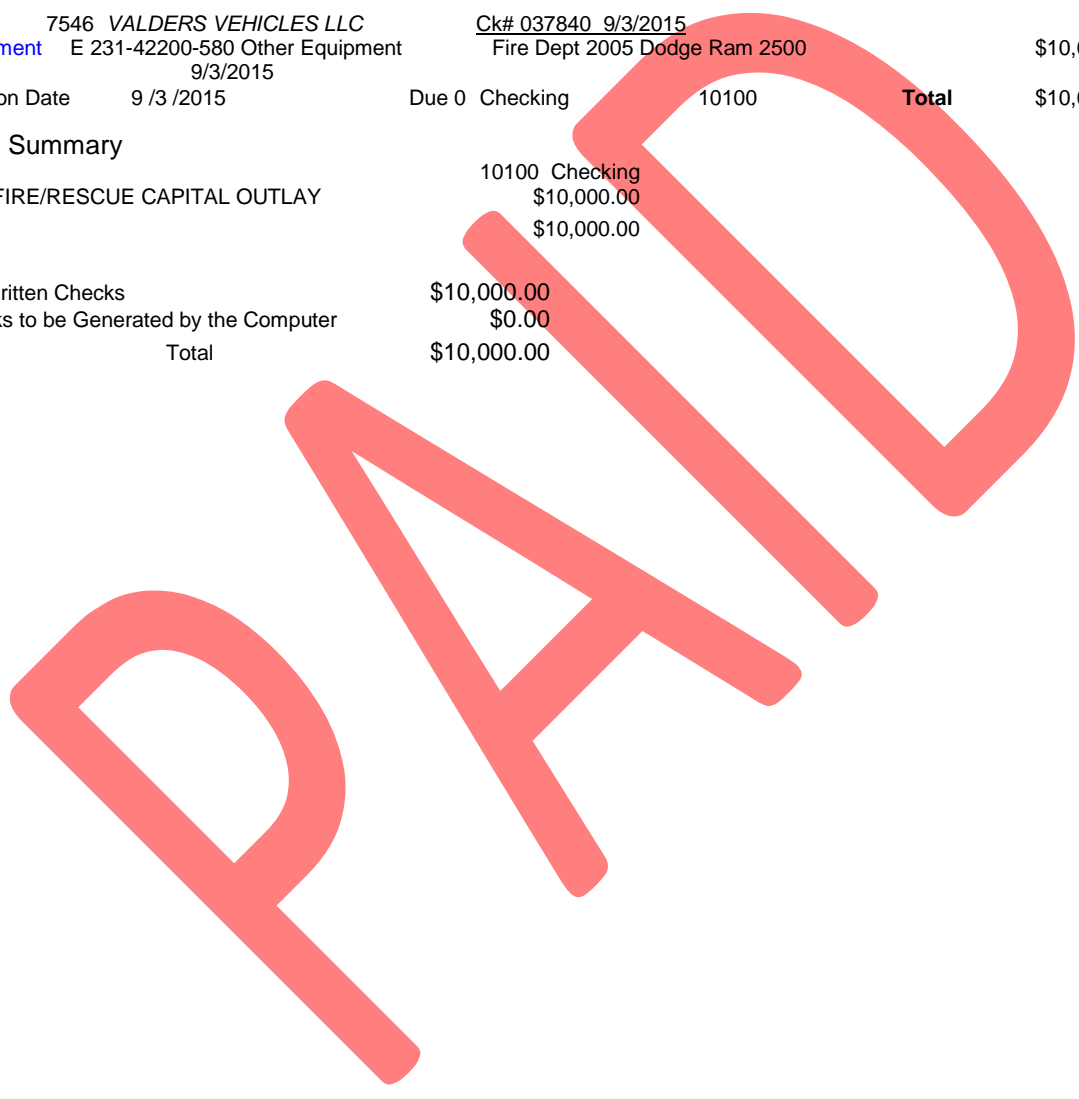 7546 VALDERS VEHICLES LLC Ck# 037840 9/3/2015
ment E 231-42200-580 Other Equipment Fire Dept 2005 Dodge Ram 2500 $10,0
9/3/2015
on Date 9 /3 /2015 Due 0 Checking 10100 Total $10,0
Summary
10100 Checking
FIRE/RESCUE CAPITAL OUTLAY $10,000.00
$10,000.00
ritten Checks $10,000.00
ks to be Generated by the Computer $0.00
Total $10,000.00
PAID